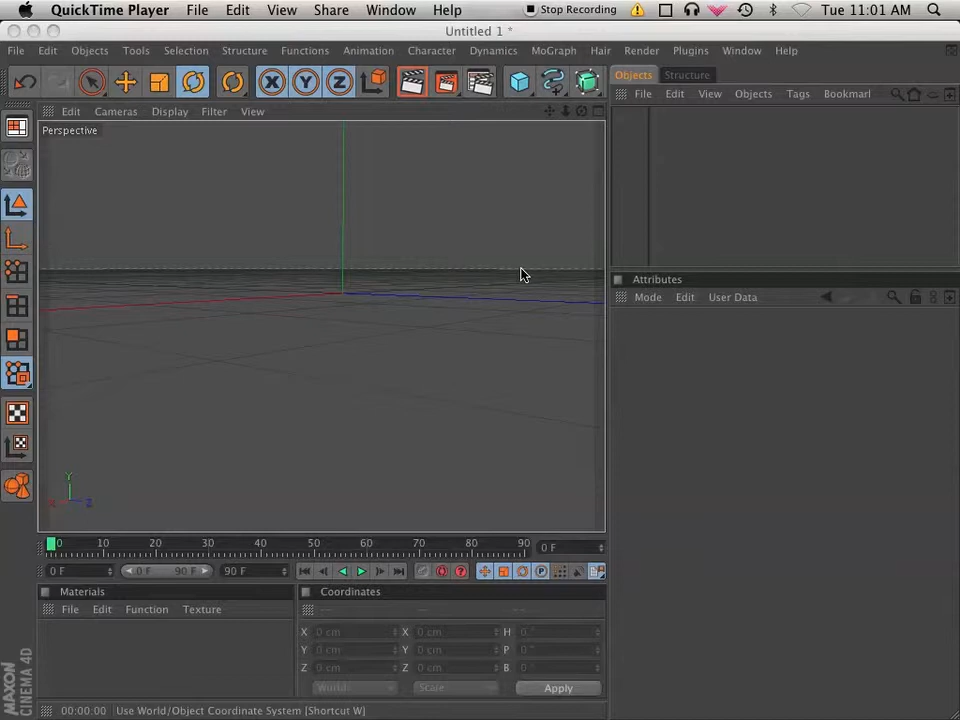 QuickTime Player File Edit View Share Window Help Stop Recording Tue 11:01 AM
Untitled 1 *
File Edit Objects Tools Selection Structure Functions Animation Character Dynamics MoGraph Hair Render Plugins Window Help
X Y Z
Objects Structure
File Edit View Objects Tags Bookmarl
Edit Cameras Display Filter View
Perspective
Attributes
Mode Edit User Data
Y
X Z
0 10 20 30 40 50 60 70 80 90 0 F
0 F 0 F 90 F 90 F
Materials
File Edit Function Texture
Coordinates
X 0 cm X 0 cm H 0 °
Y 0 cm Y 0 cm P 0 °
Z 0 cm Z 0 cm B 0 °
World Scale Apply
MAXON
CINEMA 4D
00:00:00 Use World/Object Coordinate System [Shortcut W]